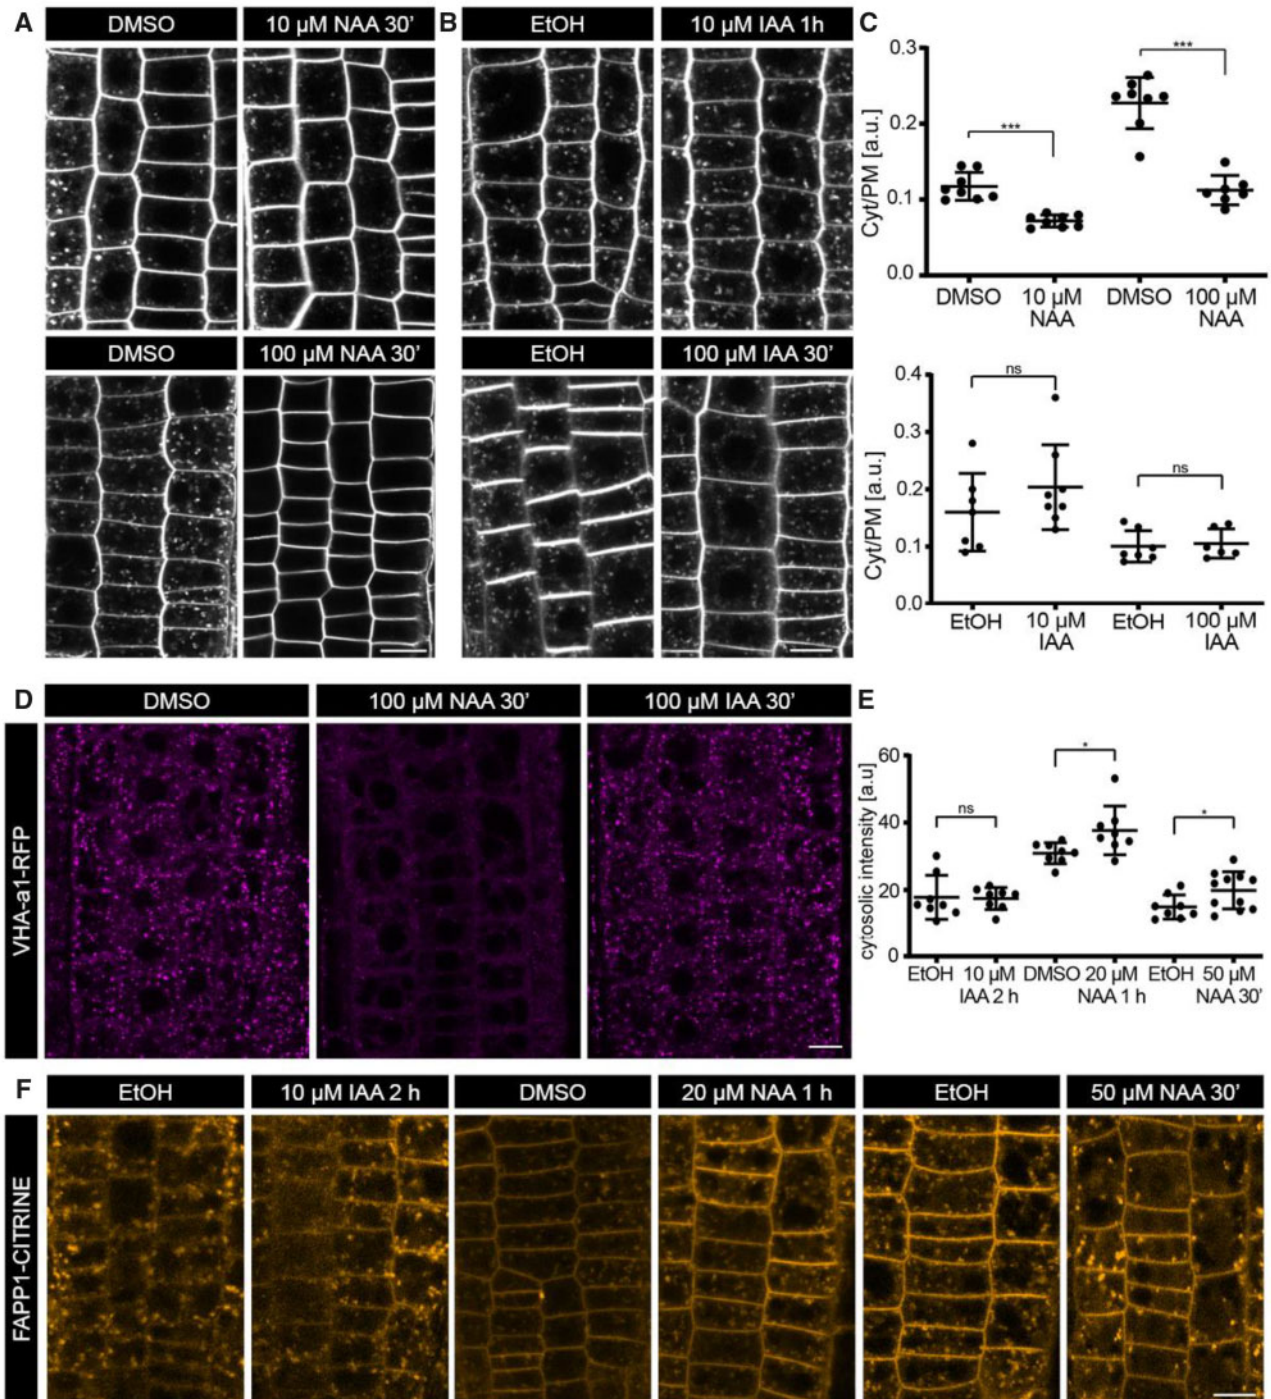 A
DMSO
10 µM NAA 30’
B
EtOH
10 µM IAA 1h
C
DMSO
100 µM NAA 30’
EtOH
100 µM IAA 30’
Cyt/PM [a.u.]
0.3
0.2
0.1
0.0
***
***
DMSO
10 µM
NAA
DMSO
100 µM
NAA
Cyt/PM [a.u.]
0.4
0.3
0.2
0.1
0.0
ns
ns
EtOH
10 µM
IAA
EtOH
100 µM
IAA
D
DMSO
100 µM NAA 30’
100 µM IAA 30’
VHA-a1-RFP
E
cytosolic intensity [a.u]
60
40
20
0
ns
*
*
EtOH
10 µM
IAA 2 h
DMSO
20 µM
NAA 1 h
EtOH
50 µM
NAA 30’
F
EtOH
10 µM IAA 2 h
DMSO
20 µM NAA 1 h
EtOH
50 µM NAA 30’
FAPP1-CITRINE